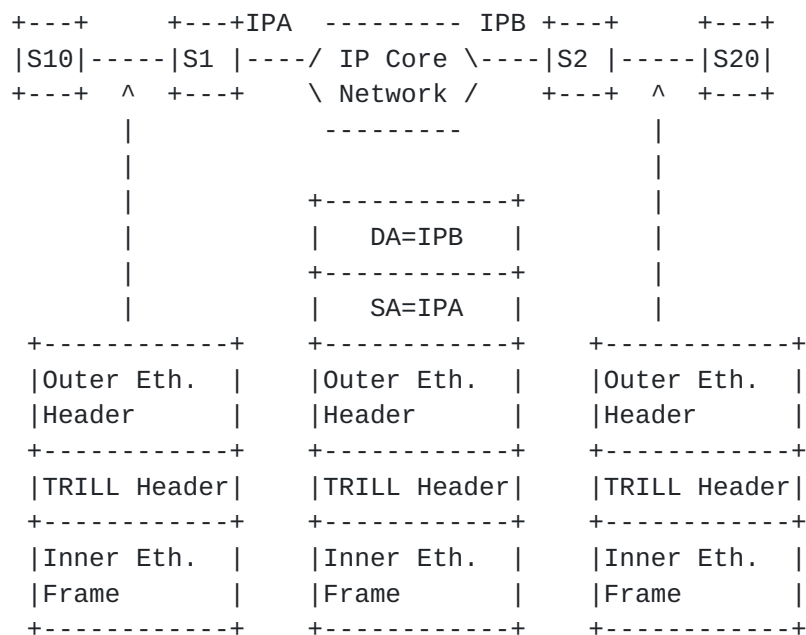 +---+     +---+IPA  --------- IPB +---+     +---+
|S10|-----|S1 |----/ IP Core \----|S2 |-----|S20|
+---+  ^  +---+    \ Network /    +---+  ^  +---+
       |            ---------            |
       |                                 |
       |           +------------+        |
       |           |   DA=IPB   |        |
       |           +------------+        |
       |           |   SA=IPA   |        |
 +------------+    +------------+    +------------+
 |Outer Eth.  |    |Outer Eth.  |    |Outer Eth.  |
 |Header      |    |Header      |    |Header      |
 +------------+    +------------+    +------------+
 |TRILL Header|    |TRILL Header|    |TRILL Header|
 +------------+    +------------+    +------------+
 |Inner Eth.  |    |Inner Eth.  |    |Inner Eth.  |
 |Frame       |    |Frame       |    |Frame       |
 +------------+    +------------+    +------------+